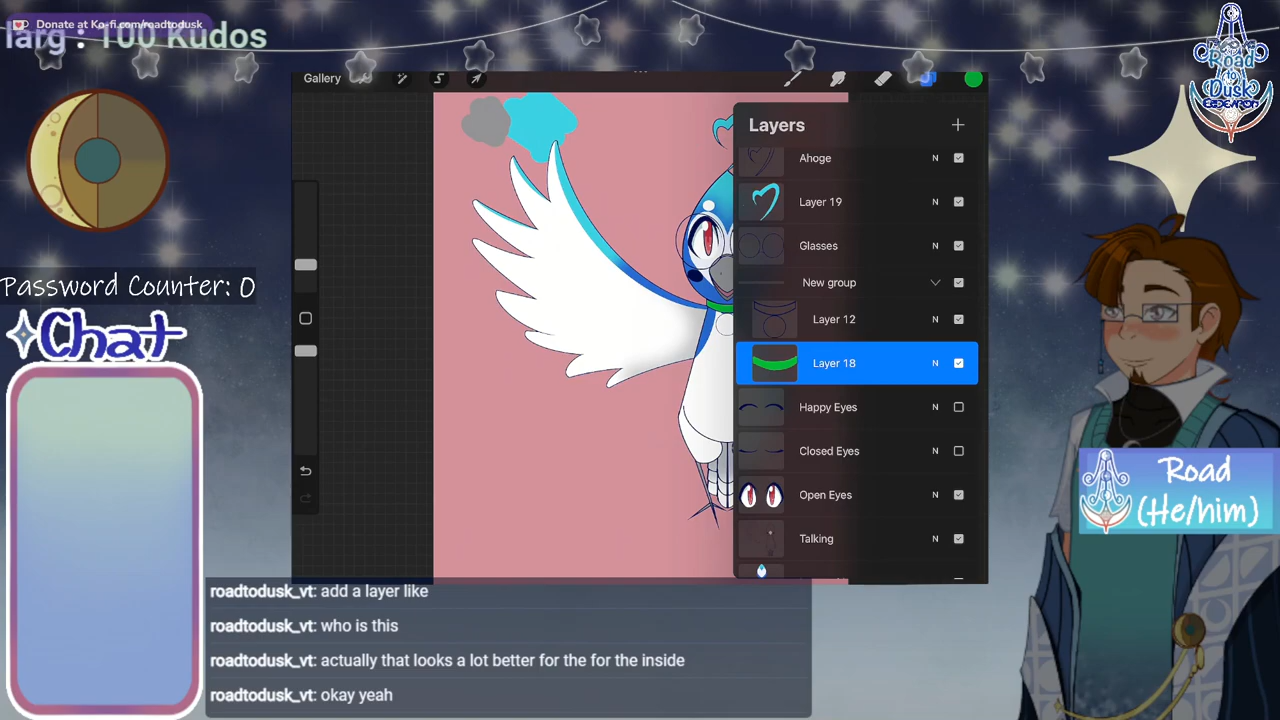 Donate at Ko-fi.com/roadtodusk
larg : 100 Kudos
Gallery
Road
to
Dusk
Layers
Ahoge N
Layer 19 N
Glasses N
New group
Layer 12 N
Layer 18 N
Happy Eyes N
Closed Eyes N
Open Eyes N
Talking N
Password Counter: 0
Chat
Road
(He/him)
roadtodusk_vt: add a layer like
roadtodusk_vt: who is this
roadtodusk_vt: actually that looks a lot better for the for the inside
roadtodusk_vt: okay yeah